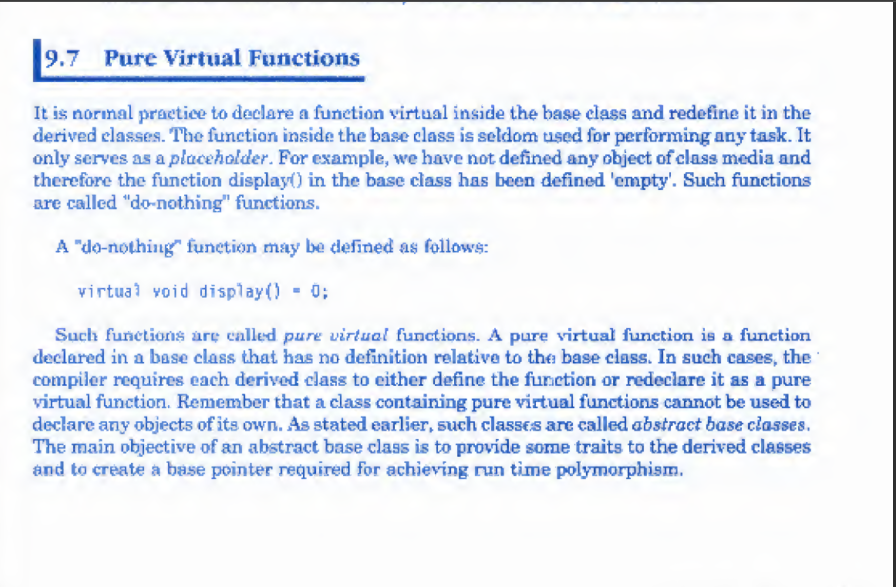 9.7 Pure Virtual Functions
It is normal practice to declare a function virtual inside the base class and redefine it in the
derived classes. The function inside the base class is seldom used for performing any task. It
only serves as a placeholder. For example, we have not defined any object of class media and
therefore the function display() in the base class has been defined 'empty'. Such functions
are called "do-nothing" functions.
A "do-nothing" function may be defined as follows:
virtual void display() = 0;
Such functions are called pure virtual functions. A pure virtual function is a function
declared in a base class that has no definition relative to the base class. In such cases, the
compiler requires each derived class to either define the function or redeclare it as a pure
virtual function. Remember that a class containing pure virtual functions cannot be used to
declare any objects of its own. As stated earlier, such classes are called abstract base classes.
The main objective of an abstract base class is to provide some traits to the derived classes
and to create a base pointer required for achieving run time polymorphism.